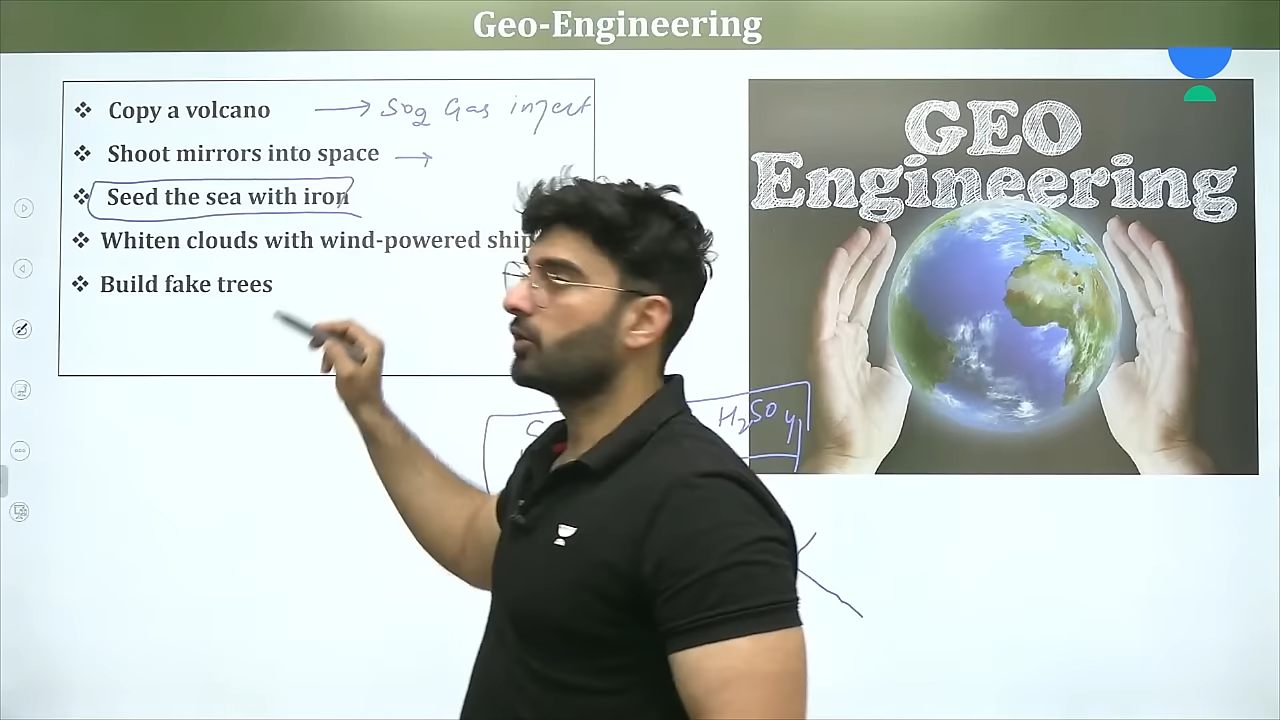 Geo-Engineering
❖ Copy a volcano → SO2 Gas inject
❖ Shoot mirrors into space →
❖ Seed the sea with iron
❖ Whiten clouds with wind-powered ship
❖ Build fake trees
GEO
Engineering
H2SO4